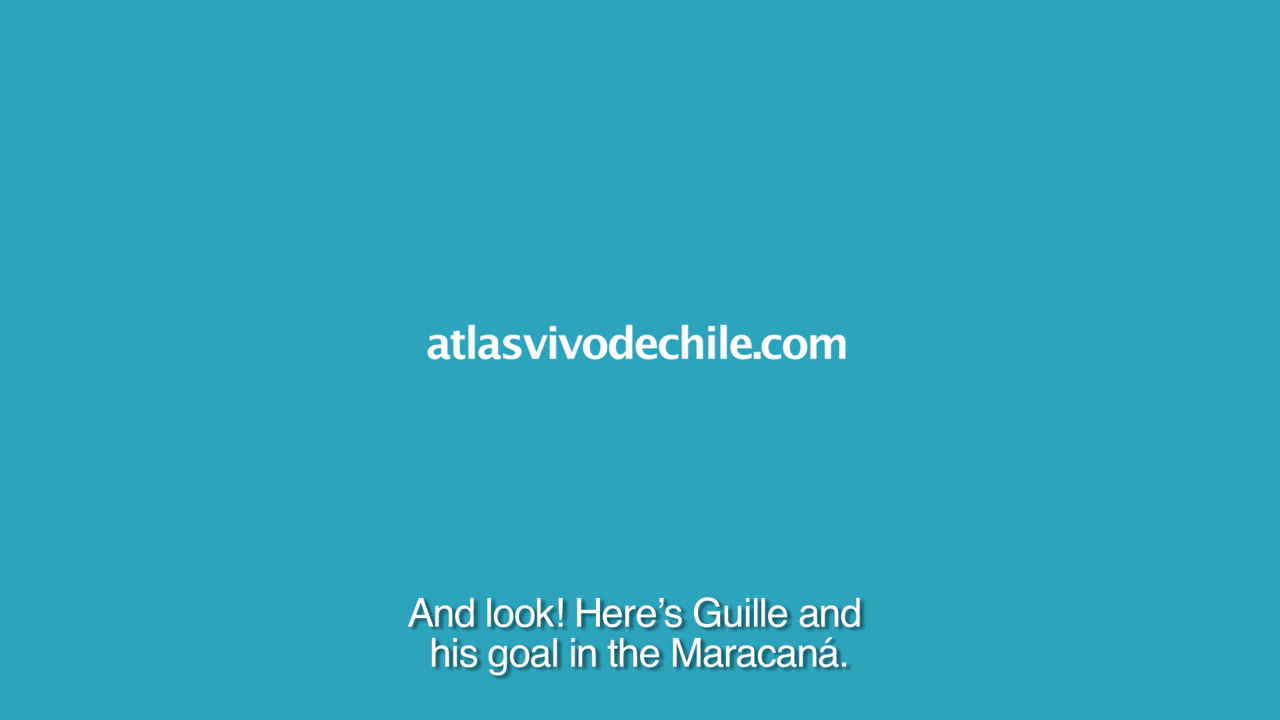 atlasvivodechile.com
And look! Here’s Guille and
his goal in the Maracaná.